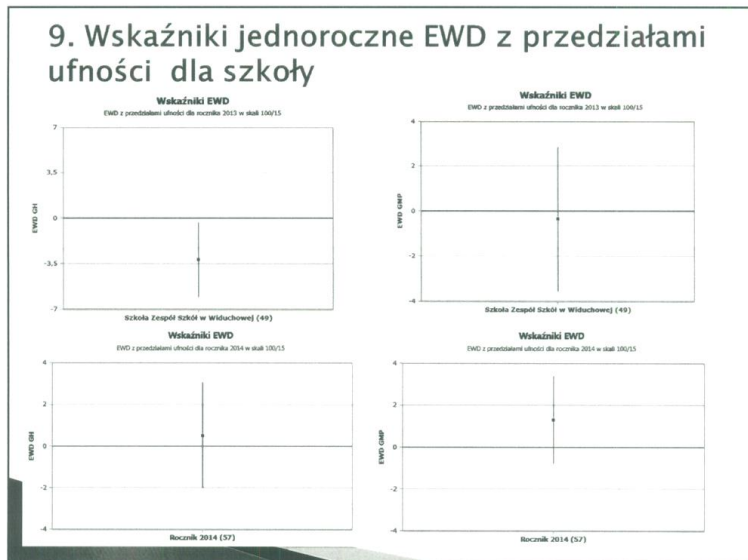 9. Wskaźniki jednoroczne EWD z przedziałami
ufności dla szkoły
Wskaźniki EWD
EWD z przedziałami ufności dla rocznika 2013 w skali 100/15
7
3,5
0
-3,5
-7
EWD GH
Szkoła Zespół Szkół w Widuchowej (49)
Wskaźniki EWD
EWD z przedziałami ufności dla rocznika 2013 w skali 100/15
4
2
0
-2
-4
EWD GMP
Szkoła Zespół Szkół w Widuchowej (49)
Wskaźniki EWD
EWD z przedziałami ufności dla rocznika 2014 w skali 100/15
4
2
0
-2
-4
EWD GH
Rocznik 2014 (57)
Wskaźniki EWD
EWD z przedziałami ufności dla rocznika 2014 w skali 100/15
4
2
0
-2
-4
EWD GMP
Rocznik 2014 (57)